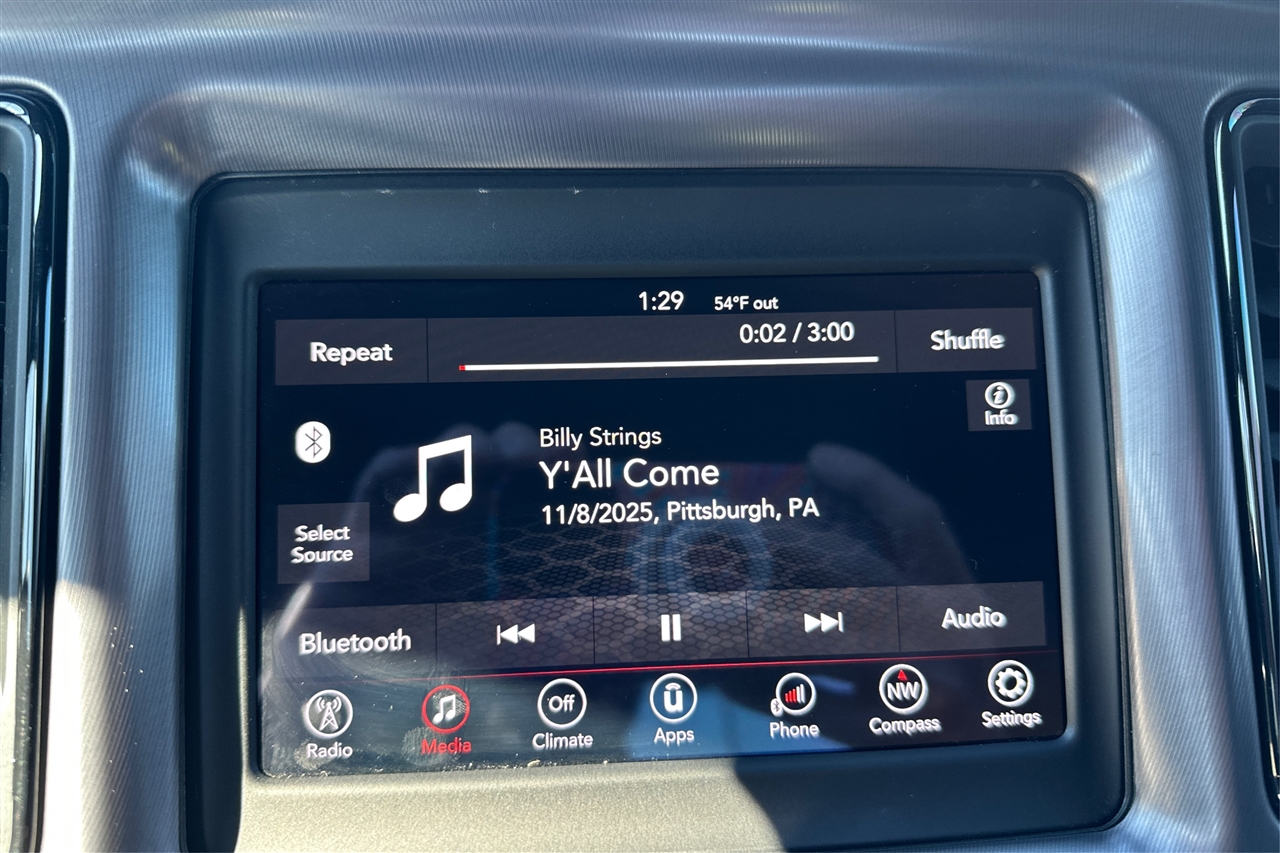 1:29 54°F out
Repeat
0:02 / 3:00
Shuffle
Info
Billy Strings
Y'All Come
11/8/2025, Pittsburgh, PA
Select
Source
Bluetooth
Audio
Off
NW
Radio
Media
Climate
Apps
Phone
Compass
Settings